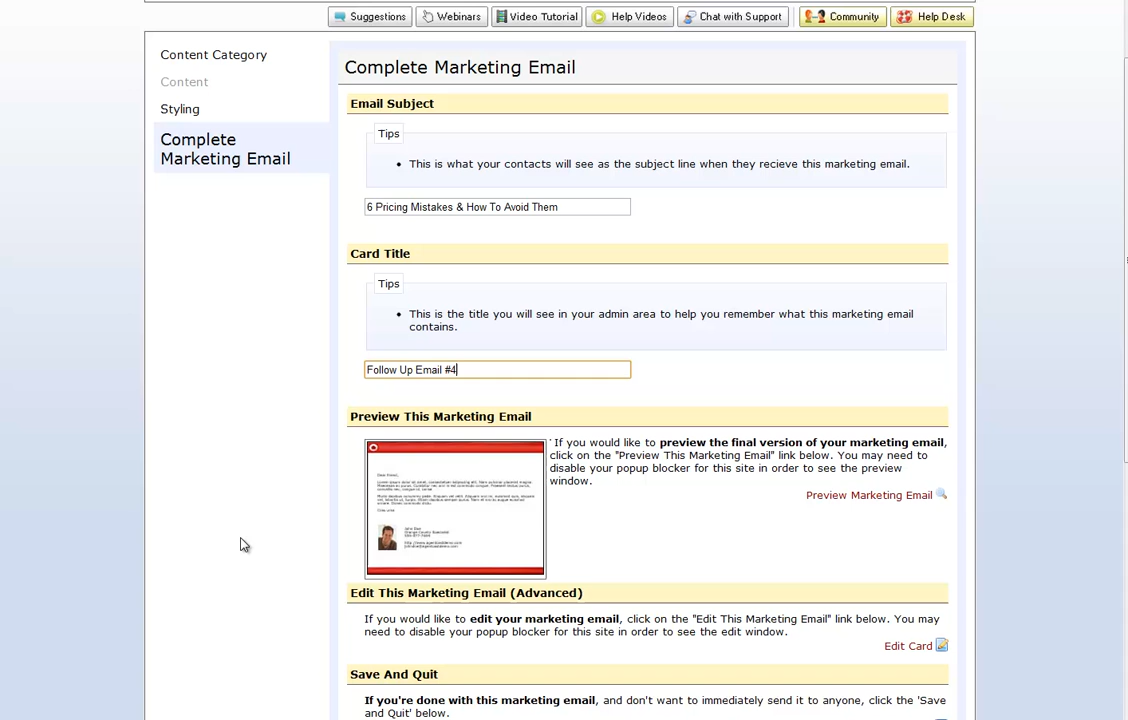 Suggestions
Webinars
Video Tutorial
Help Videos
Chat with Support
Community
Help Desk
Content Category
Content
Styling
Complete
Marketing Email
Complete Marketing Email
Email Subject
Tips
• This is what your contacts will see as the subject line when they recieve this marketing email.
6 Pricing Mistakes & How To Avoid Them
Card Title
Tips
• This is the title you will see in your admin area to help you remember what this marketing email
contains.
Follow Up Email #4
Preview This Marketing Email
If you would like to preview the final version of your marketing email,
click on the "Preview This Marketing Email" link below. You may need to
disable your popup blocker for this site in order to see the preview
window.
Preview Marketing Email
Edit This Marketing Email (Advanced)
If you would like to edit your marketing email, click on the "Edit This Marketing Email" link below. You may
need to disable your popup blocker for this site in order to see the edit window.
Edit Card
Save And Quit
If you're done with this marketing email, and don't want to immediately send it to anyone, click the 'Save
and Quit' below.